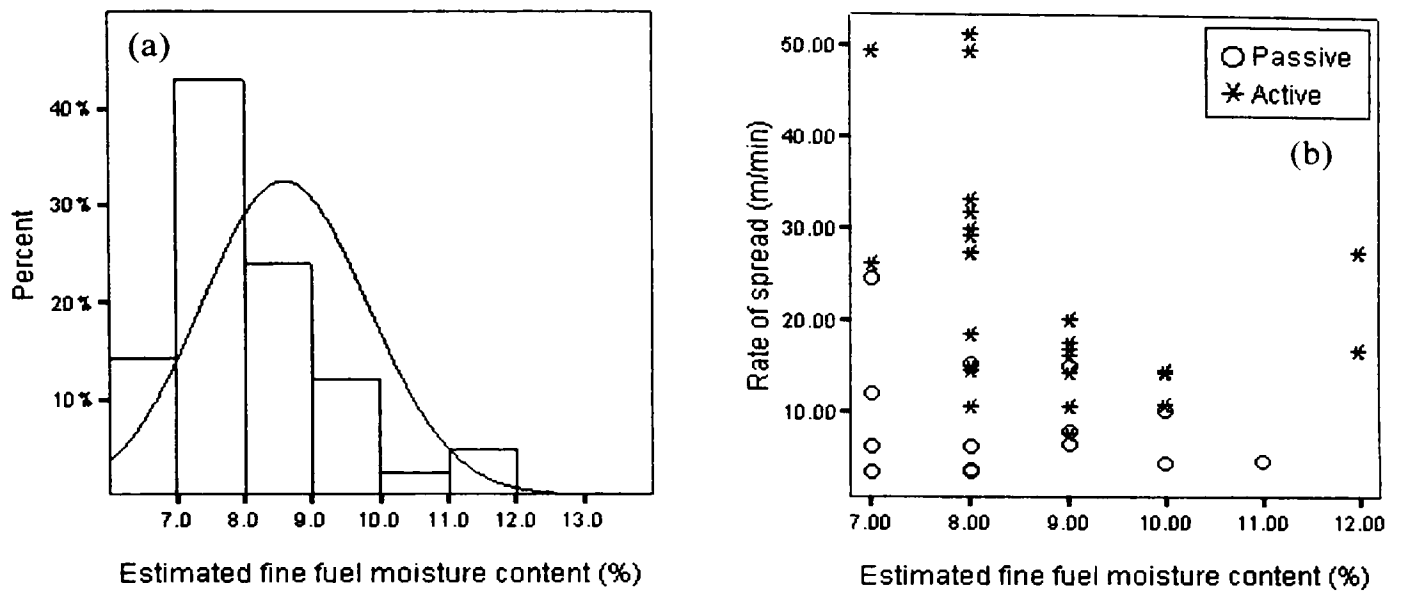 (a)
40%
30%
20%
10%
Percent
7.0 8.0 9.0 10.0 11.0 12.0 13.0
Estimated fine fuel moisture content (%)
Passive
Active
(b)
50.00
40.00
30.00
20.00
10.00
Rate of spread (m/min)
7.00 8.00 9.00 10.00 11.00 12.00
Estimated fine fuel moisture content (%)